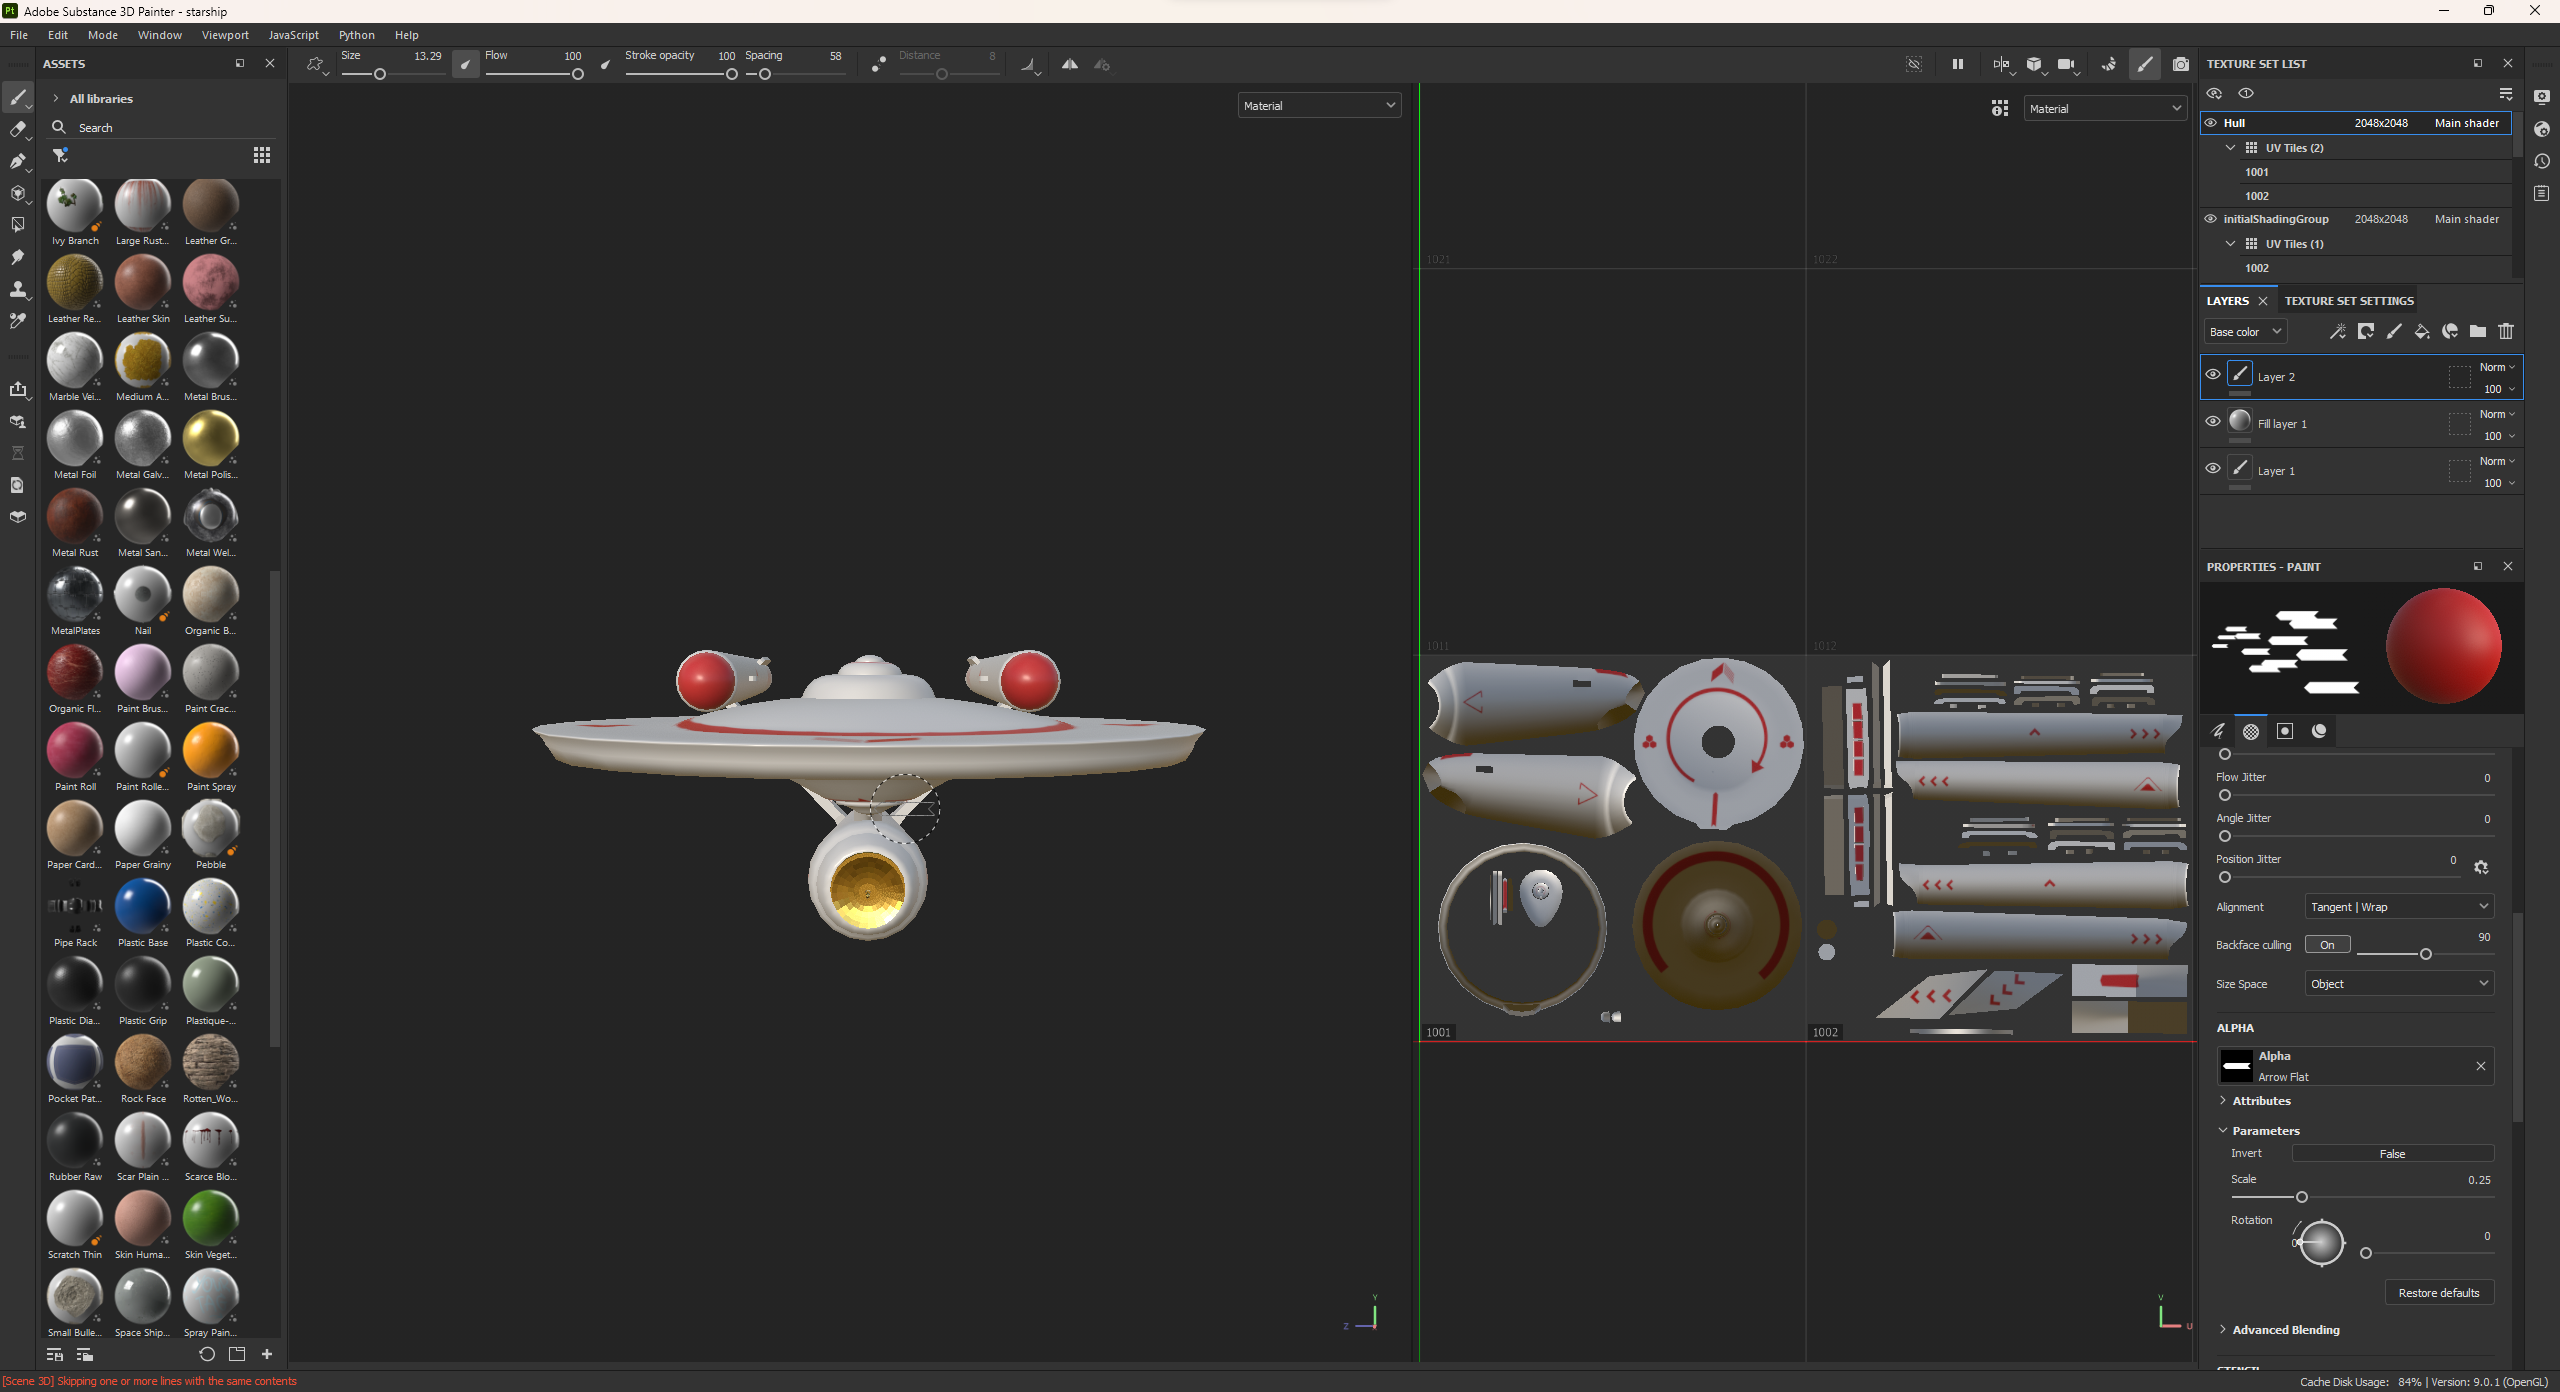 Pt Adobe Substance 3D Painter - starship
File Edit Mode Window Viewport JavaScript Python Help
ASSETS
All libraries
Search
Ivy Branch Large Rust... Leather Gr...
Leather Re... Leather Skin Leather Su...
Marble Vei... Medium A... Metal Brus...
Metal Foil Metal Galv... Metal Polis...
Metal Rust Metal San... Metal Wel...
MetalPlates Nail Organic B...
Organic Fl... Paint Brus... Paint Crac...
Paint Roll Paint Rolle... Paint Spray
Paper Card... Paper Grainy Pebble
Pipe Rack Plastic Base Plastic Co...
Plastic Dia... Plastic Grip Plastique-...
Pocket Pat... Rock Face Rotten_Wo...
Rubber Raw Scar Plain ... Scarce Blo...
Scratch Thin Skin Huma... Skin Veget...
Small Bulle... Space Ship... Spray Pain...
Size 13.29 Flow 100 Stroke opacity 100 Spacing 58 Distance 8
Material
Y
Z
Material
1021 1022
1011 1012
1001 1002
V
U
TEXTURE SET LIST
Hull 2048x2048 Main shader
UV Tiles (2)
1001
1002
initialShadingGroup 2048x2048 Main shader
UV Tiles (1)
1002
LAYERS TEXTURE SET SETTINGS
Base color
Layer 2 Norm
100
Fill layer 1 Norm
100
Layer 1 Norm
100
PROPERTIES - PAINT
Flow Jitter 0
Angle Jitter 0
Position Jitter 0
Alignment Tangent | Wrap
Backface culling On 90
Size Space Object
ALPHA
Alpha
Arrow Flat
Attributes
Parameters
Invert False
Scale 0.25
Rotation 0 0
Restore defaults
Advanced Blending
[Scene 3D] Skipping one or more lines with the same contents
Cache Disk Usage: 84% | Version: 9.0.1 (OpenGL)